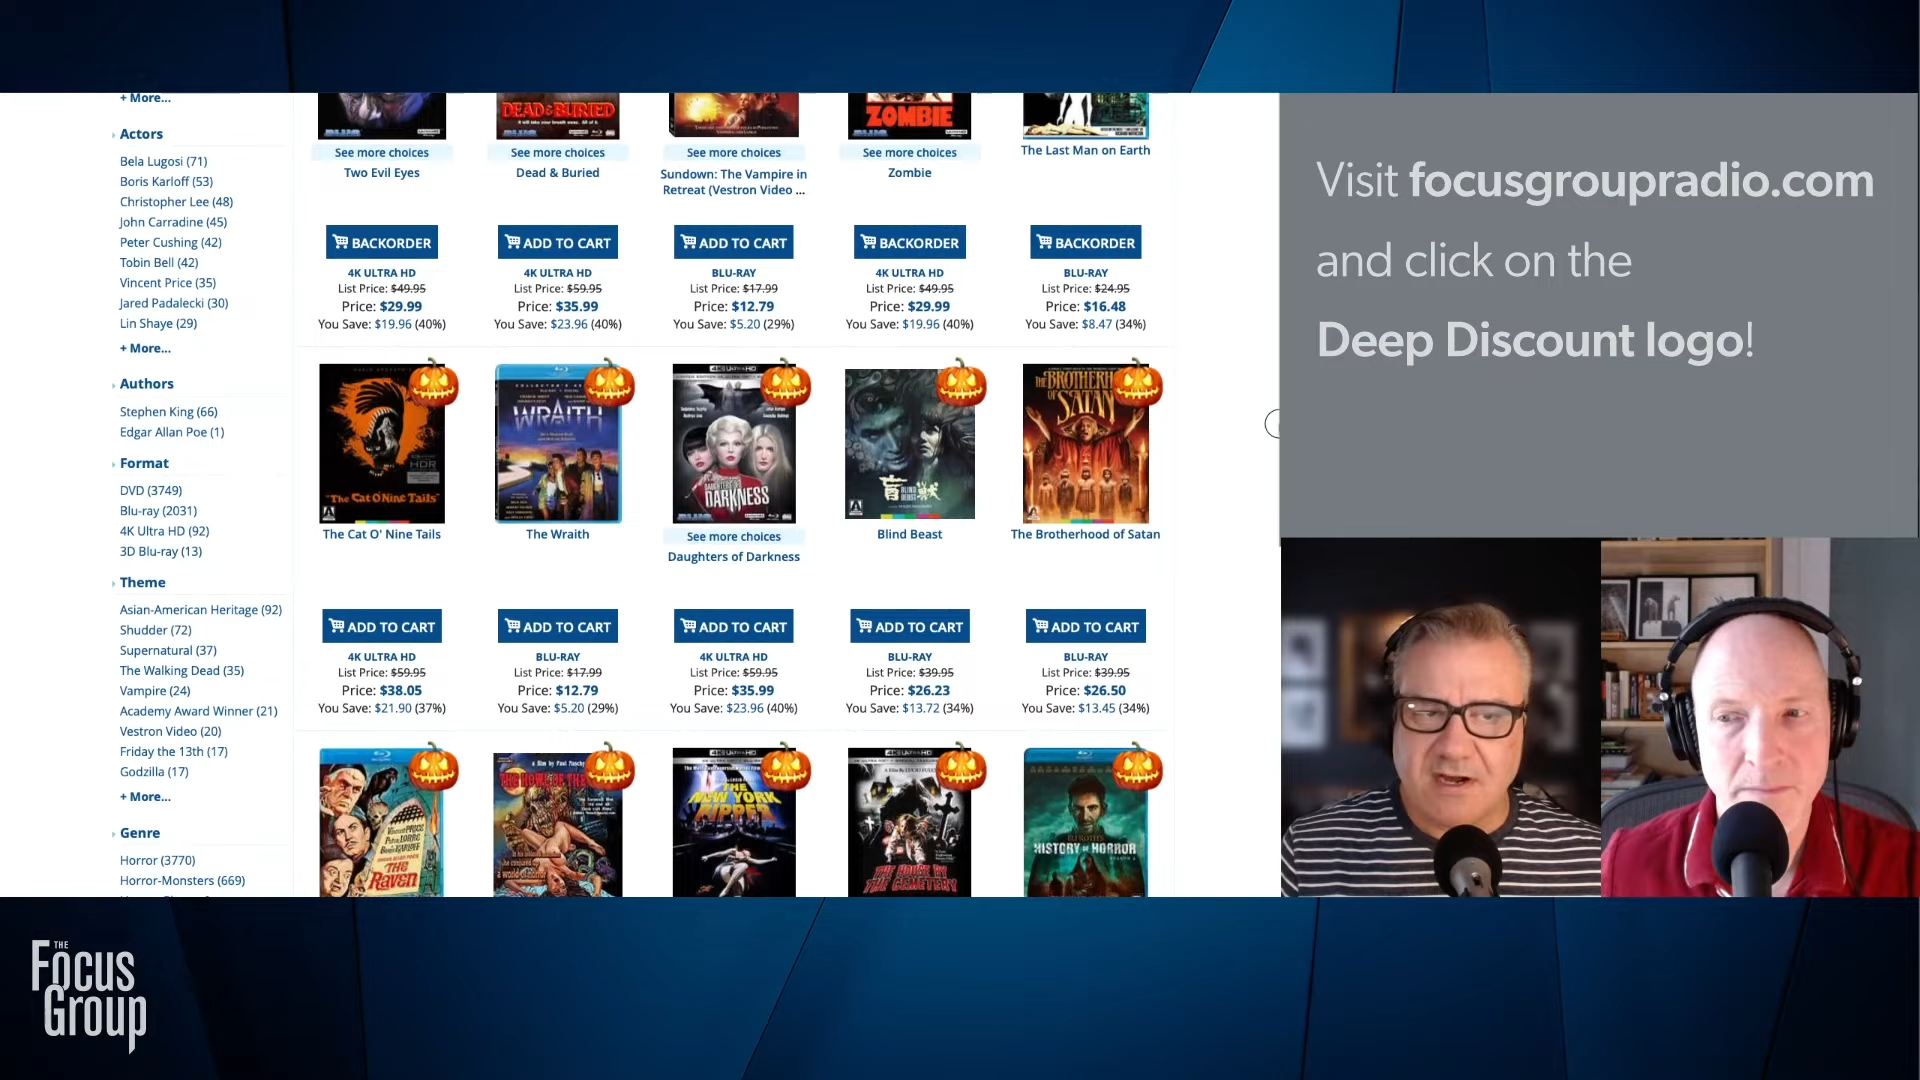 + More...
Actors
Bela Lugosi (71)
Boris Karloff (53)
Christopher Lee (48)
John Carradine (45)
Peter Cushing (42)
Tobin Bell (42)
Vincent Price (35)
Jared Padalecki (30)
Lin Shaye (29)
+ More...
Authors
Stephen King (66)
Edgar Allan Poe (1)
Format
DVD (3749)
Blu-ray (2031)
4K Ultra HD (92)
3D Blu-ray (13)
Theme
Asian-American Heritage (92)
Shudder (72)
Supernatural (37)
The Walking Dead (35)
Vampire (24)
Academy Award Winner (21)
Vestron Video (20)
Friday the 13th (17)
Godzilla (17)
+ More...
Genre
Horror (3770)
Horror-Monsters (669)
DEAD & BURIED
ZOMBIE
See more choices See more choices See more choices See more choices The Last Man on Earth
Two Evil Eyes Dead & Buried Sundown: The Vampire in Zombie
Retreat (Vestron Video ...
BACKORDER ADD TO CART ADD TO CART BACKORDER BACKORDER
4K ULTRA HD 4K ULTRA HD BLU-RAY 4K ULTRA HD BLU-RAY
List Price: $49.95 List Price: $59.95 List Price: $17.99 List Price: $49.95 List Price: $24.95
Price: $29.99 Price: $35.99 Price: $12.79 Price: $29.99 Price: $16.48
You Save: $19.96 (40%) You Save: $23.96 (40%) You Save: $5.20 (29%) You Save: $19.96 (40%) You Save: $8.47 (34%)
HDR
"The Cat O'Nine Tails"
WRAITH
DAUGHTERS OF
DARKNESS
盲獣
THE BROTHERH
OF
SATAN
The Cat O' Nine Tails The Wraith See more choices Blind Beast The Brotherhood of Satan
Daughters of Darkness
ADD TO CART ADD TO CART ADD TO CART ADD TO CART ADD TO CART
4K ULTRA HD BLU-RAY 4K ULTRA HD BLU-RAY BLU-RAY
List Price: $59.95 List Price: $17.99 List Price: $59.95 List Price: $39.95 List Price: $39.95
Price: $38.05 Price: $12.79 Price: $35.99 Price: $26.23 Price: $26.50
You Save: $21.90 (37%) You Save: $5.20 (29%) You Save: $23.96 (40%) You Save: $13.72 (34%) You Save: $13.45 (34%)
THE
RAVEN
THE
NEW YORK
RIPPER
THE HOUSE BY
THE CEMETERY
HISTORY OF HORROR
Visit focusgroupradio.com
and click on the
Deep Discount logo!
THE
Focus
Group